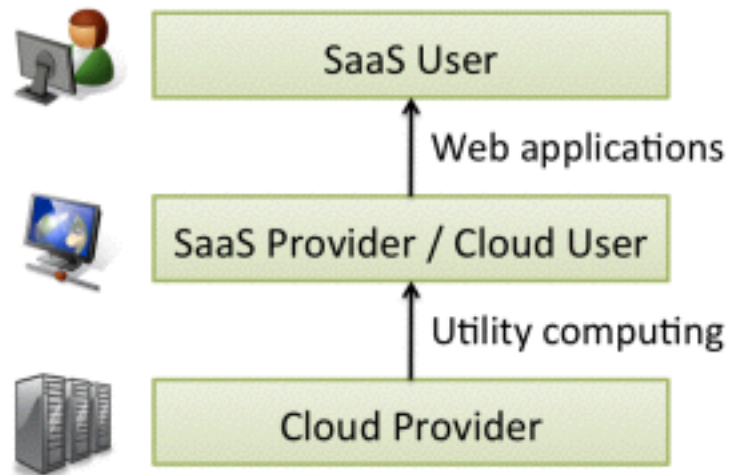 SaaS User
Web applications
SaaS Provider / Cloud User
Utility computing
Cloud Provider